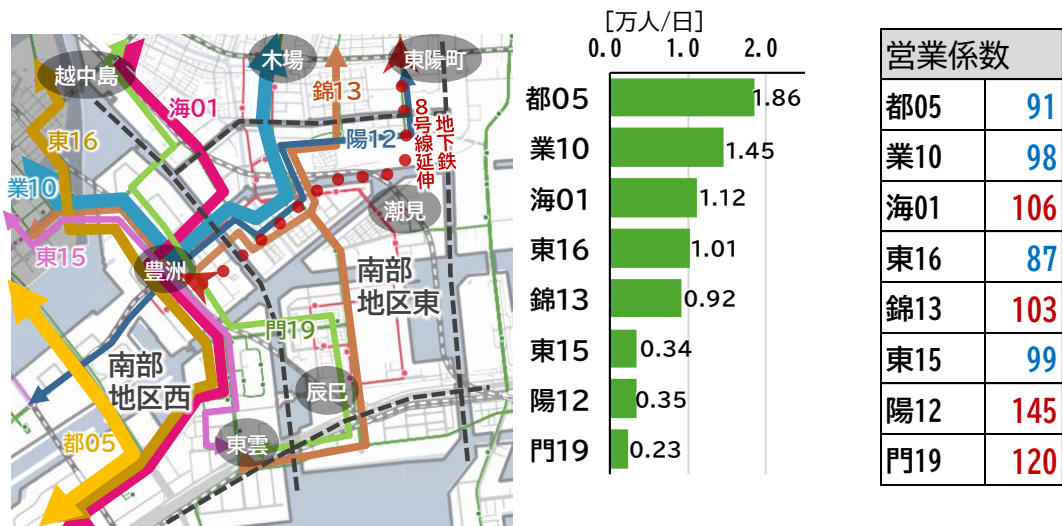 越中島
木場
東陽町
海01
錦13
東16
陽12
地下鉄
8号線延伸
業10
潮見
東15
豊洲
南部
地区東
門19
南部
地区西
辰巳
都05
東雲
[万人/日]
0.0 1.0 2.0
都05 1.86
業10 1.45
海01 1.12
東16 1.01
錦13 0.92
東15 0.34
陽12 0.35
門19 0.23
営業係数
都05 91
業10 98
海01 106
東16 87
錦13 103
東15 99
陽12 145
門19 120